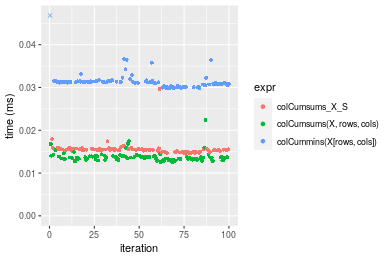 time (ms)
0.04
0.03
0.02
0.01
0.00
0
25
50
75
100
iteration
expr
colCumsums_X_S
colCumsums(X, rows, cols)
colCummins(X[rows, cols])